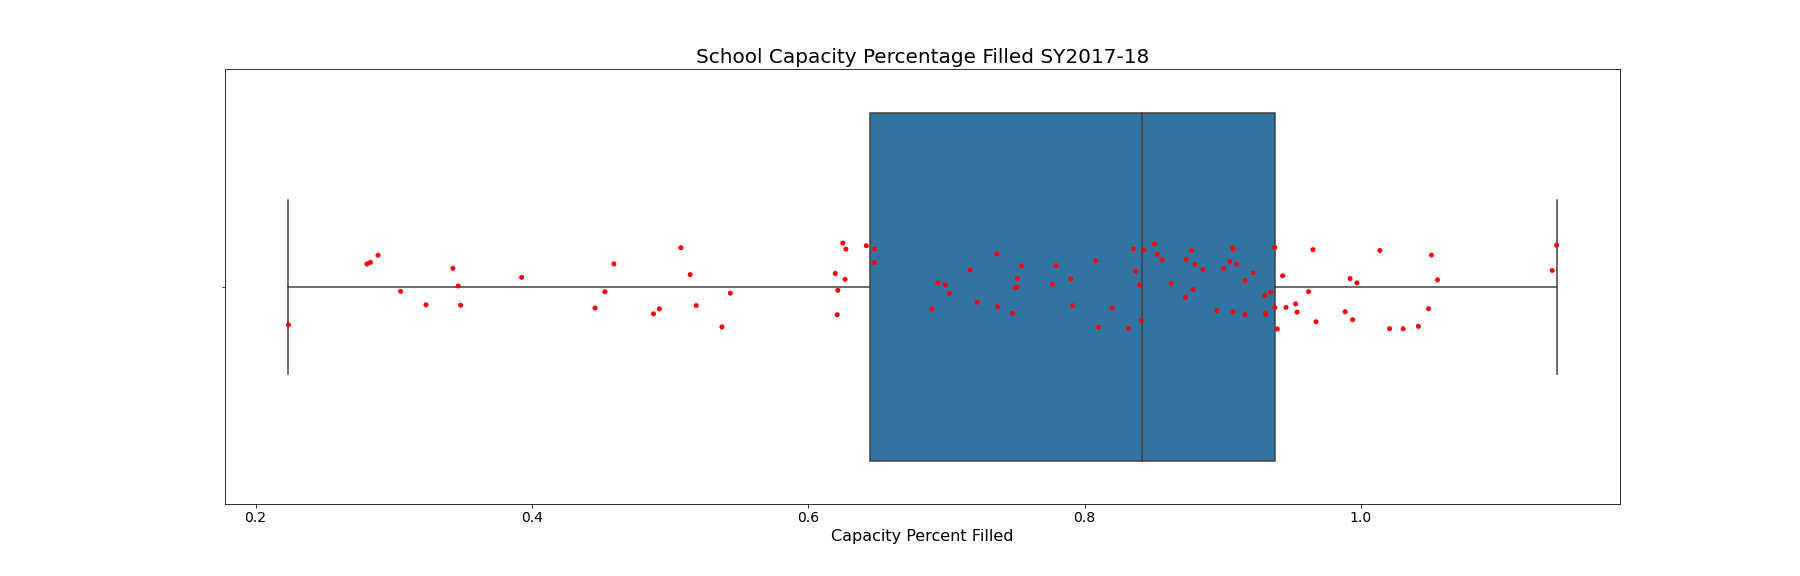 School Capacity Percentage Filled SY2017-18
0.2 0.4 0.6 0.8 1.0
Capacity Percent Filled